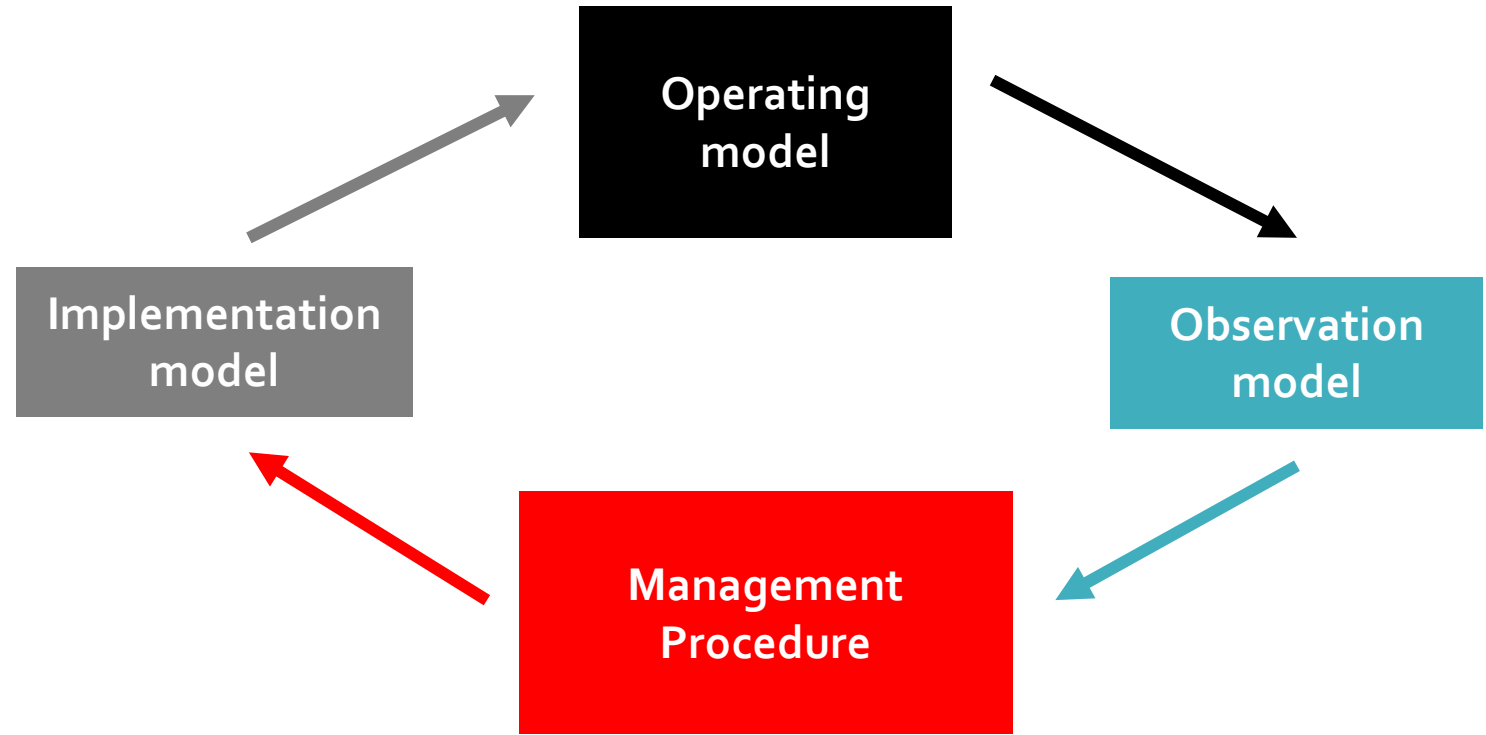 Operating
model
Implementation
model
Observation
model
Management
Procedure